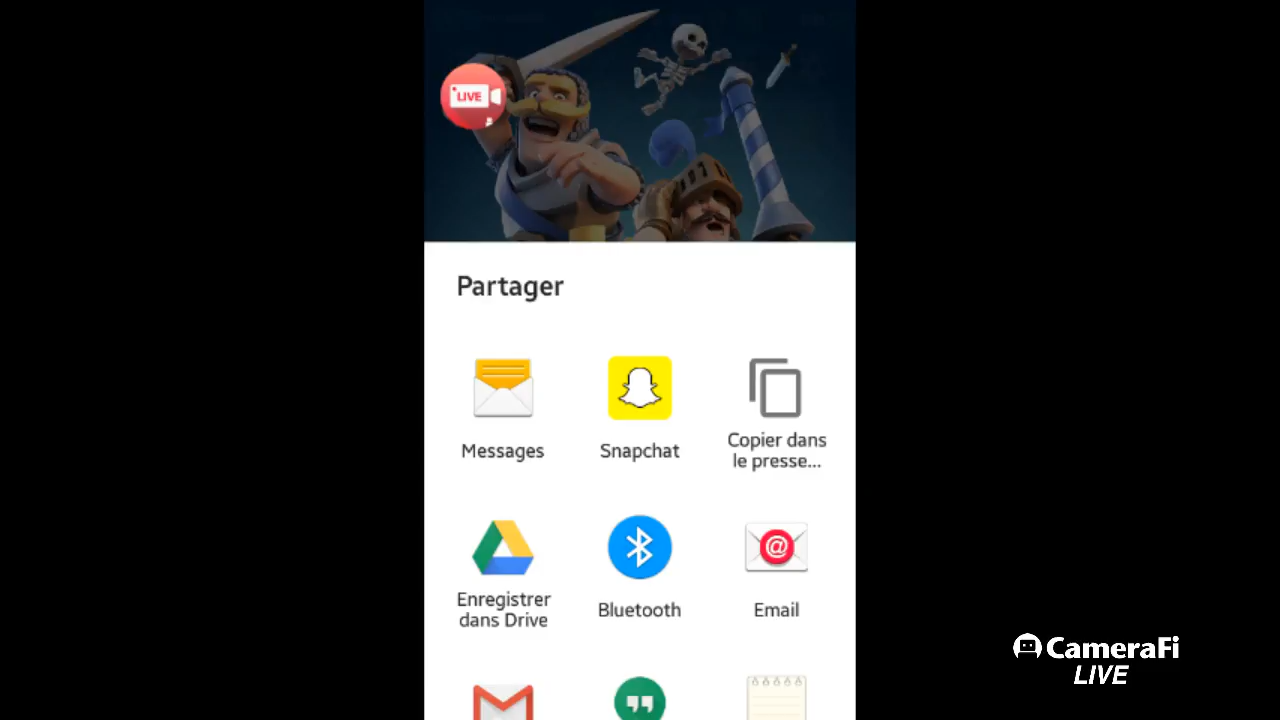 LIVE
Partager
Messages
Snapchat
Copier dans
le presse...
Enregistrer
dans Drive
Bluetooth
@
Email
CameraFi
LIVE